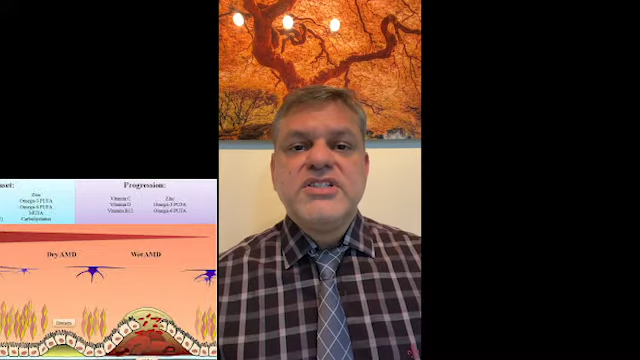 Progression:
Zinc
Omega-3 PUFA
Omega-6 PUFA
MUFA
Carbohydrates
Vitamin C
Vitamin D
Vitamin B12
Zinc
Omega-3 PUFA
Omega-6 PUFA
Dry AMD
Wet AMD
Drusen